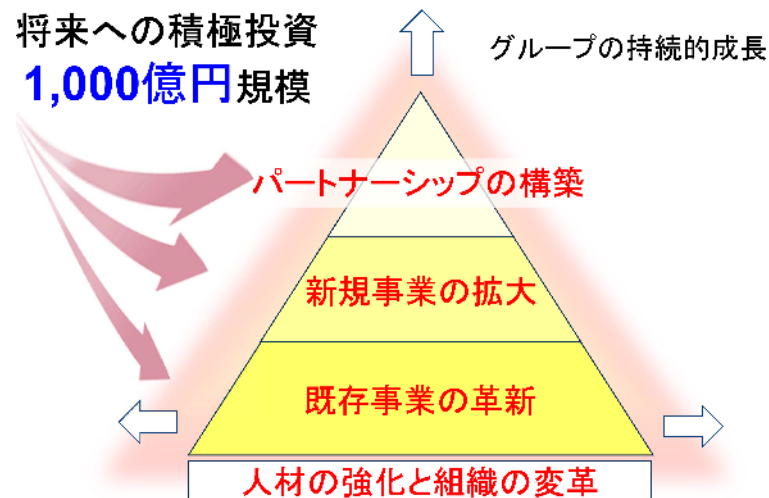 将来への積極投資
1,000億円規模
グループの持続的成長
パートナーシップの構築
新規事業の拡大
既存事業の革新
人材の強化と組織の変革